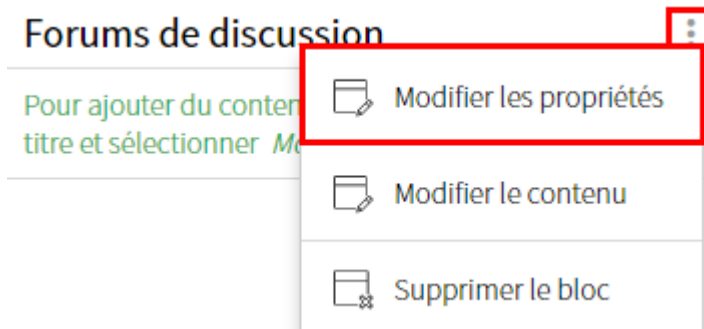 Forums de discussion
Pour ajouter du conten
titre et sélectionner
Modifier les propriétés
Modifier le contenu
Supprimer le bloc